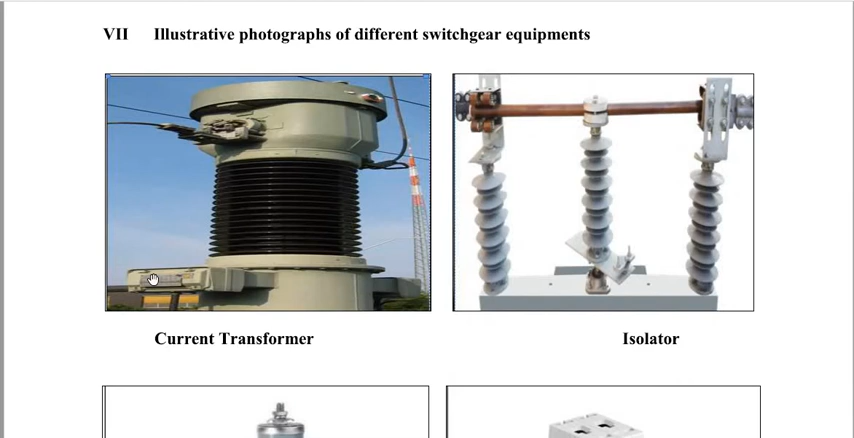 VII Illustrative photographs of different switchgear equipments
Current Transformer
Isolator